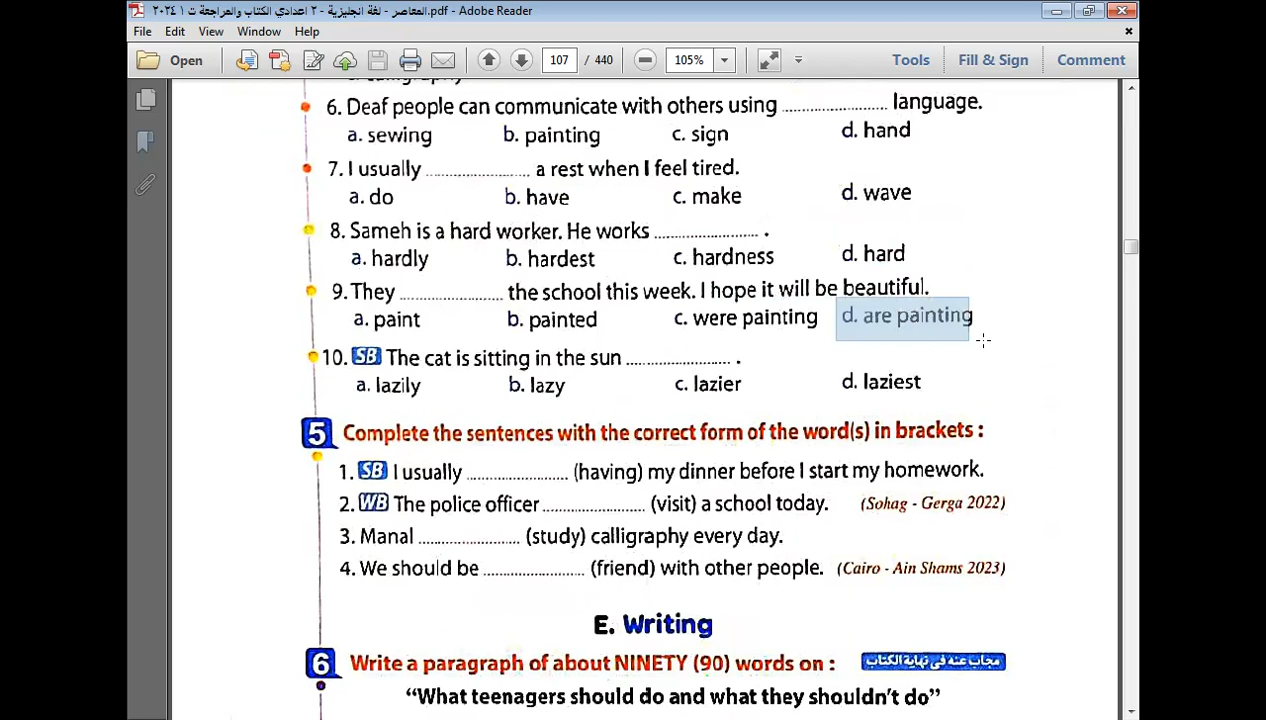 المعاصر - لغة انجليزية - ٢ اعدادي الكتاب والمراجعة ت ١ ٢٠٢٤.pdf - Adobe Reader
File Edit View Window Help
Open 107 / 440 105% Tools Fill & Sign Comment
6. Deaf people can communicate with others using .......................... language.
a. sewing b. painting c. sign d. hand
7. I usually .......................... a rest when I feel tired.
a. do b. have c. make d. wave
8. Sameh is a hard worker. He works .......................... .
a. hardly b. hardest c. hardness d. hard
9. They .......................... the school this week. I hope it will be beautiful.
a. paint b. painted c. were painting d. are painting
10. SB The cat is sitting in the sun .......................... .
a. lazily b. lazy c. lazier d. laziest
5 Complete the sentences with the correct form of the word(s) in brackets :
1. SB I usually .......................... (having) my dinner before I start my homework.
2. WB The police officer .......................... (visit) a school today. (Sohag - Gerga 2022)
3. Manal .......................... (study) calligraphy every day.
4. We should be .......................... (friend) with other people. (Cairo - Ain Shams 2023)
E. Writing
6 Write a paragraph of about NINETY (90) words on : مجاب عنه في نهاية الكتاب
“What teenagers should do and what they shouldn't do”